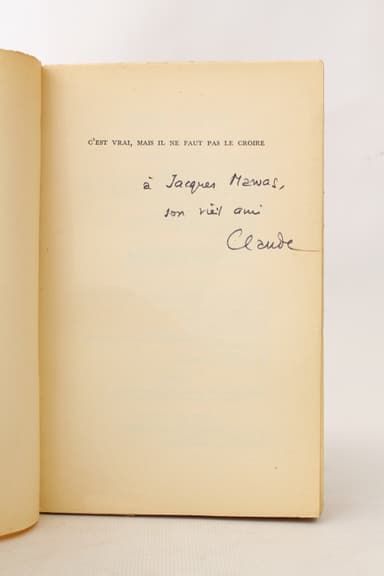 C'EST VRAI, MAIS IL NE FAUT PAS LE CROIRE
à Jacques Mawas,
son vieil ami
Claude